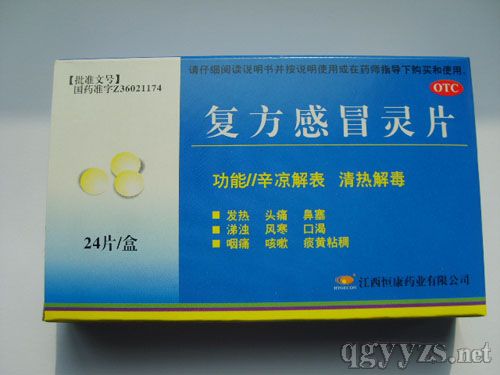 请仔细阅读说明书并按说明使用或在药师指导下购买和使用
【批准文号】
国药准字Z36021174
OTC
复方感冒灵片
功能//辛凉解表 清热解毒
■ 发热 头痛 鼻塞
■ 涕浊 风寒 口渴
■ 咽痛 咳嗽 痰黄粘稠
24片/盒
HNGECON
江西恒康药业有限公司
qgyyzs.net